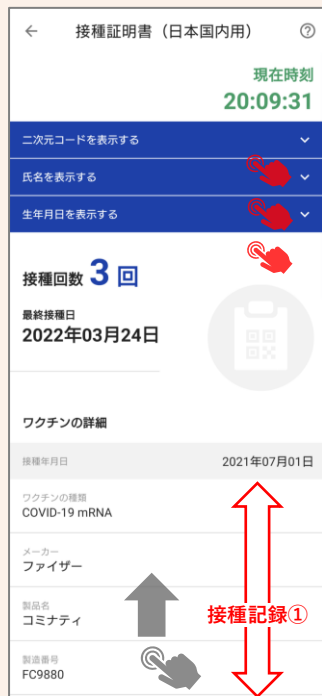 接種証明書（日本国内用）
現在時刻
20:09:31
二次元コードを表示する
氏名を表示する
生年月日を表示する
接種回数 3 回
最終接種日
2022年03月24日
ワクチンの詳細
接種年月日 2021年07月01日
ワクチンの種類
COVID-19 mRNA
メーカー
ファイザー
製品名
コミナティ
接種記録①
製造番号
FC9880